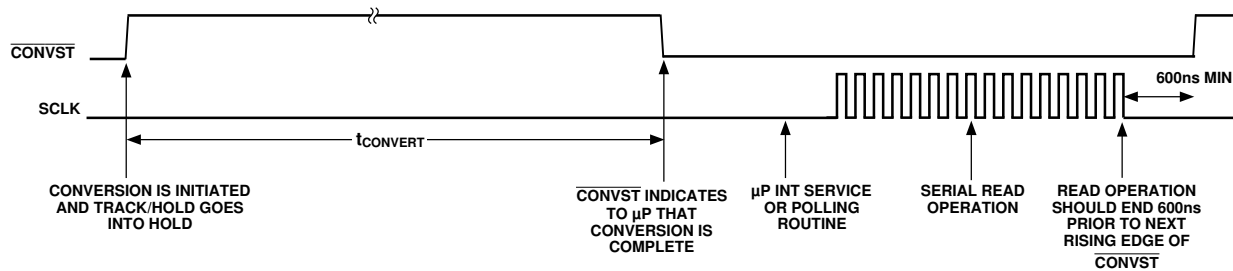 CONVST
600ns MIN
SCLK
tCONVERT
CONVERSION IS INITIATED
AND TRACK/HOLD GOES
INTO HOLD
CONVST INDICATES
TO µP THAT
CONVERSION IS
COMPLETE
µP INT SERVICE
OR POLLING
ROUTINE
SERIAL READ
OPERATION
READ OPERATION
SHOULD END 600ns
PRIOR TO NEXT
RISING EDGE OF
CONVST